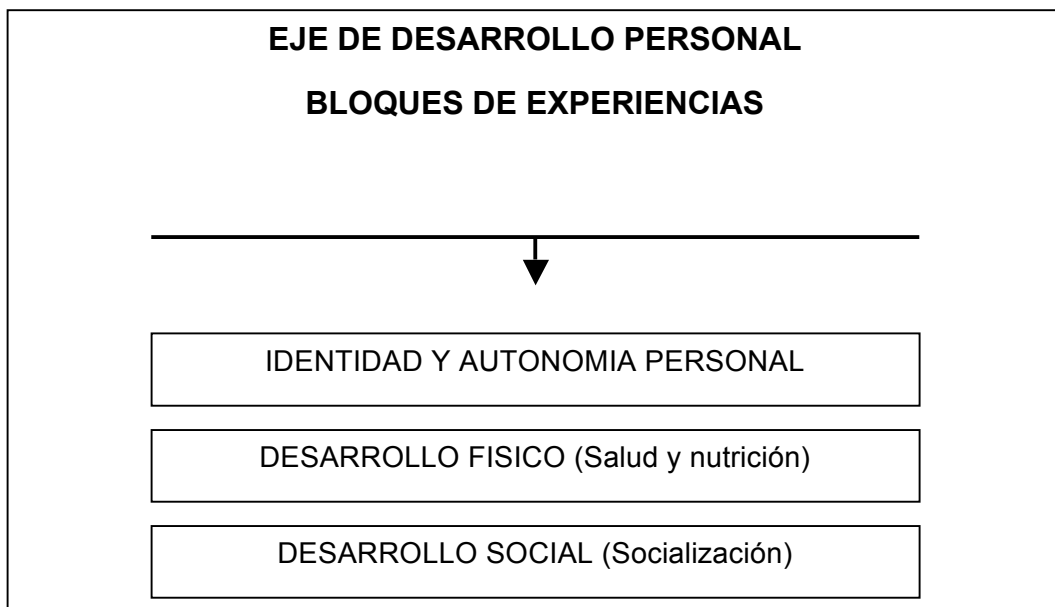 EJE DE DESARROLLO PERSONAL
BLOQUES DE EXPERIENCIAS
IDENTIDAD Y AUTONOMIA PERSONAL
DESARROLLO FISICO (Salud y nutrición)
DESARROLLO SOCIAL (Socialización)